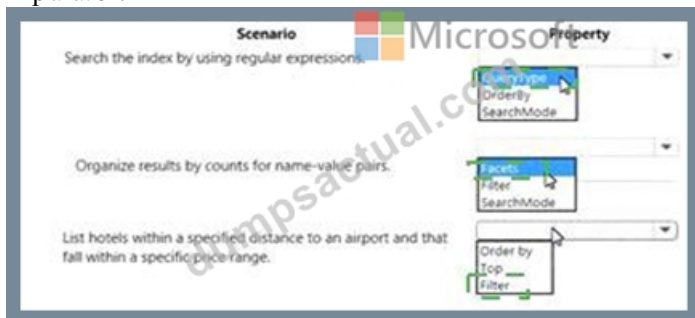 Scenario
Property
Microsoft
Search the index by using regular expressions.
QueryType
OrderBy
SearchMode
Organize results by counts for name-value pairs.
Facets
Filter
SearchMode
List hotels within a specified distance to an airport and that
fall within a specific price range.
Order by
Top
Filter
dumpsactual.com